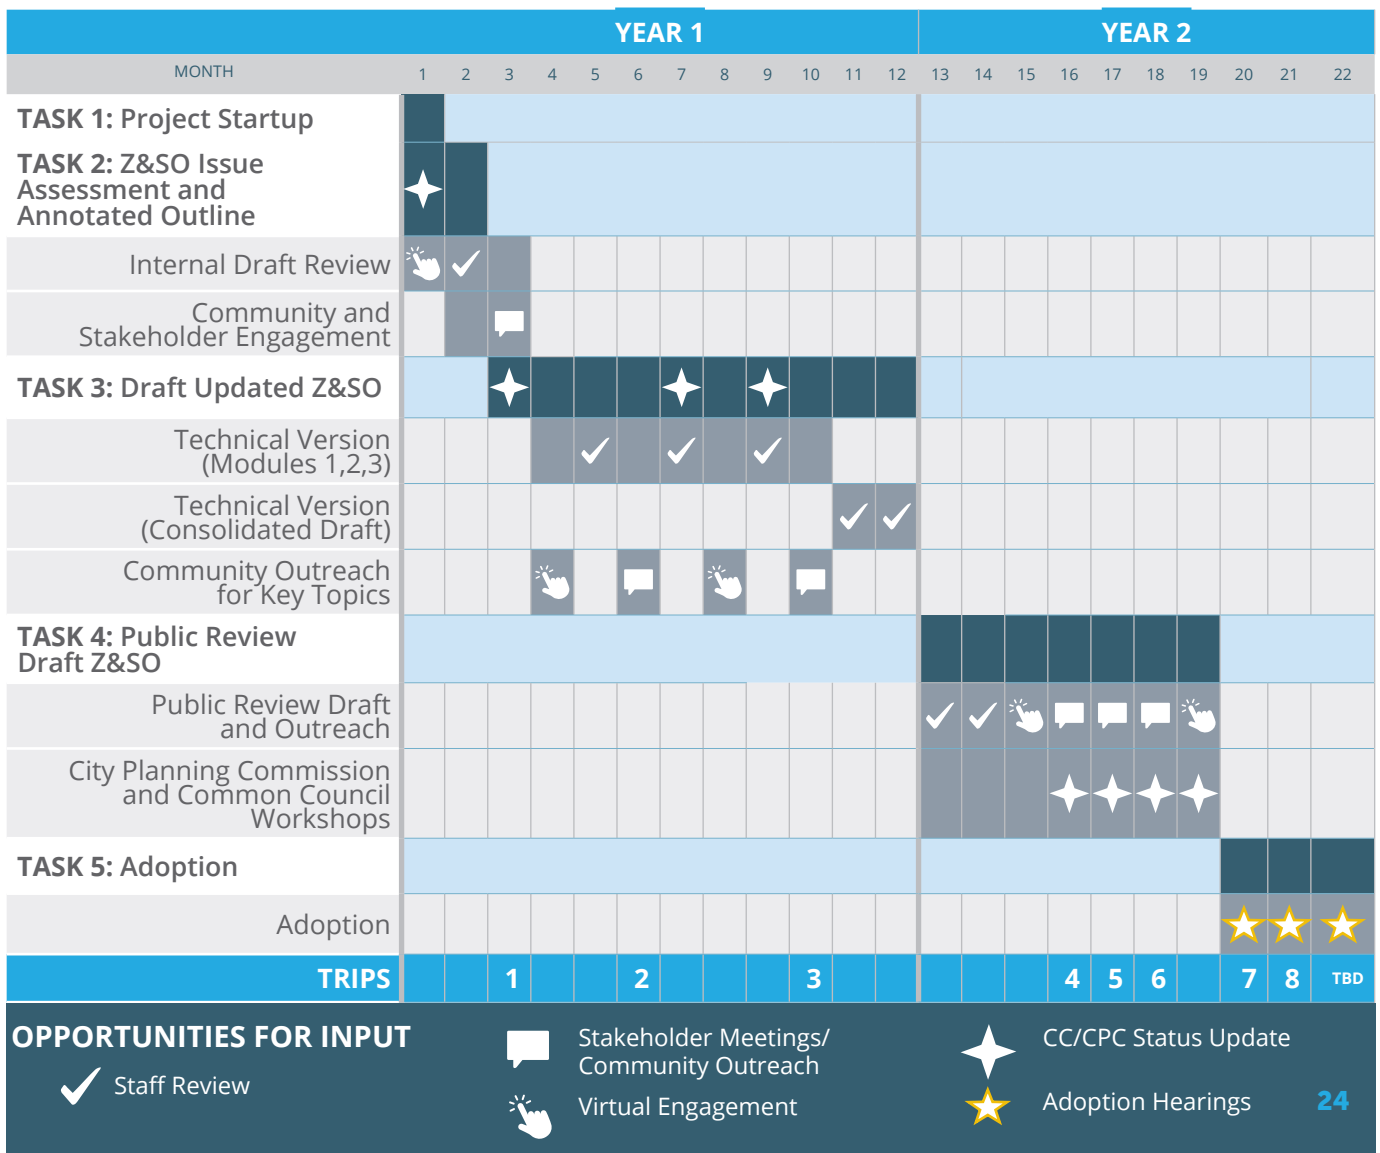 YEAR 1
YEAR 2
MONTH
1 2 3 4 5 6 7 8 9 10 11 12 13 14 15 16 17 18 19 20 21 22
TASK 1: Project Startup
TASK 2: Z&SO Issue
Assessment and
Annotated Outline
Internal Draft Review
Community and
Stakeholder Engagement
TASK 3: Draft Updated Z&SO
Technical Version
(Modules 1,2,3)
Technical Version
(Consolidated Draft)
Community Outreach
for Key Topics
TASK 4: Public Review
Draft Z&SO
Public Review Draft
and Outreach
City Planning Commission
and Common Council
Workshops
TASK 5: Adoption
Adoption
TRIPS 1 2 3 4 5 6 7 8 TBD
OPPORTUNITIES FOR INPUT
Staff Review
Stakeholder Meetings/
Community Outreach
Virtual Engagement
CC/CPC Status Update
Adoption Hearings
24